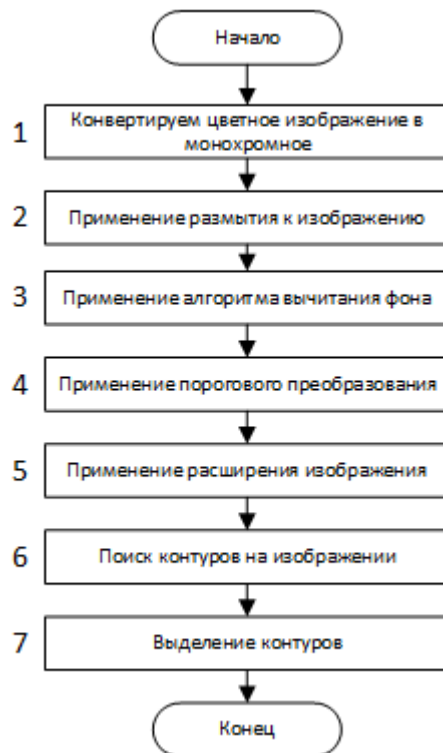 Начало
1
Конвертируем цветное изображение в
монохромное
2
Применение размытия к изображению
3
Применение алгоритма вычитания фона
4
Применение порогового преобразования
5
Применение расширения изображения
6
Поиск контуров на изображении
7
Выделение контуров
Конец